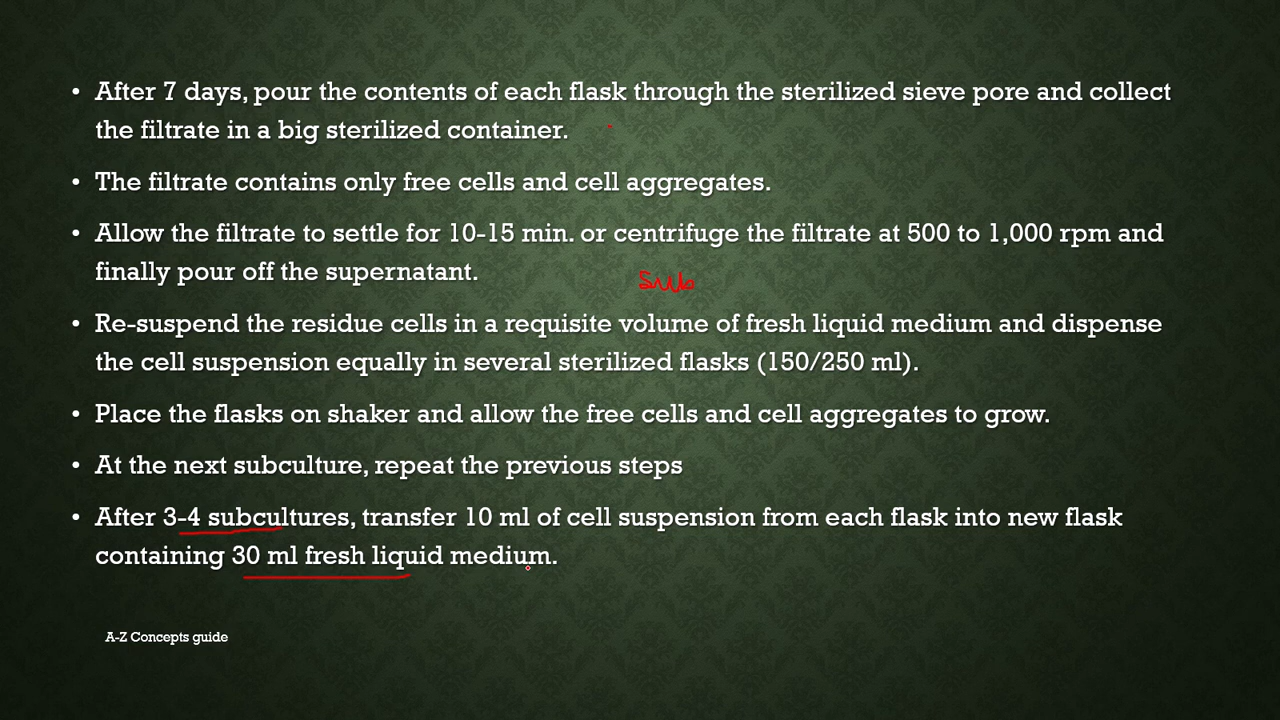 • After 7 days, pour the contents of each flask through the sterilized sieve pore and collect
the filtrate in a big sterilized container.
• The filtrate contains only free cells and cell aggregates.
• Allow the filtrate to settle for 10-15 min. or centrifuge the filtrate at 500 to 1,000 rpm and
finally pour off the supernatant.
Sub
• Re-suspend the residue cells in a requisite volume of fresh liquid medium and dispense
the cell suspension equally in several sterilized flasks (150/250 ml).
• Place the flasks on shaker and allow the free cells and cell aggregates to grow.
• At the next subculture, repeat the previous steps
• After 3-4 subcultures, transfer 10 ml of cell suspension from each flask into new flask
containing 30 ml fresh liquid medium.
A-Z Concepts guide